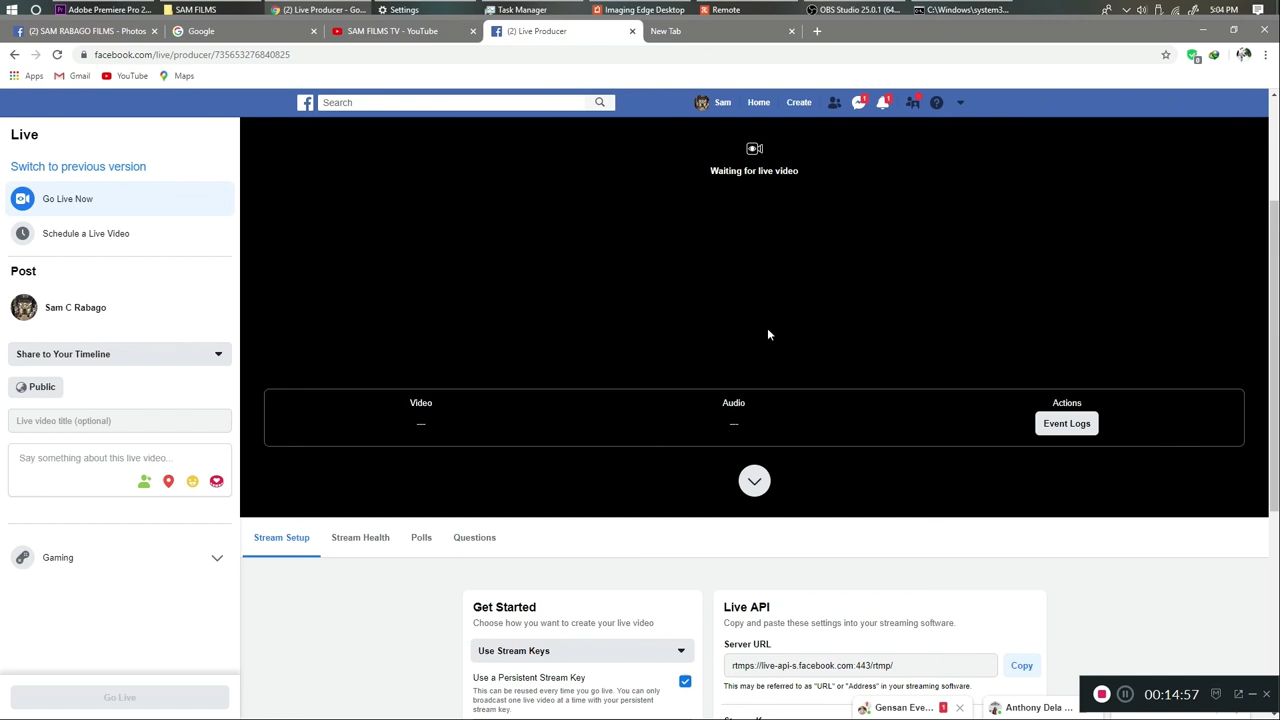 Adobe Premiere Pro 2...
SAM FILMS
(2) Live Producer - Go...
Settings
Task Manager
Imaging Edge Desktop
Remote
OBS Studio 25.0.1 (64...
C:\Windows\system3...
5:04 PM
SAM RABAGO FILMS - Photos
Google
SAM FILMS TV - YouTube
(2) Live Producer
New Tab
facebook.com/live/producer/735653276840825
Apps
Gmail
YouTube
Maps
Search
Sam
Home
Create
1
1
Live
Switch to previous version
Go Live Now
Schedule a Live Video
Post
Sam C Rabago
Share to Your Timeline
Public
Live video title (optional)
Say something about this live video...
Gaming
Go Live
Waiting for live video
Video
Audio
Actions
---
---
Event Logs
Stream Setup
Stream Health
Polls
Questions
Get Started
Choose how you want to create your live video
Use Stream Keys
Use a Persistent Stream Key
This can be reused every time you go live. You can only
broadcast one live video at a time with your persistent
stream key.
Live API
Copy and paste these settings into your streaming software.
Server URL
rtmps://live-api-s.facebook.com:443/rtmp/
Copy
This may be referred to as "URL" or "Address" in your streaming software.
Gensan Eve...
1
Anthony Dela ...
00:14:57